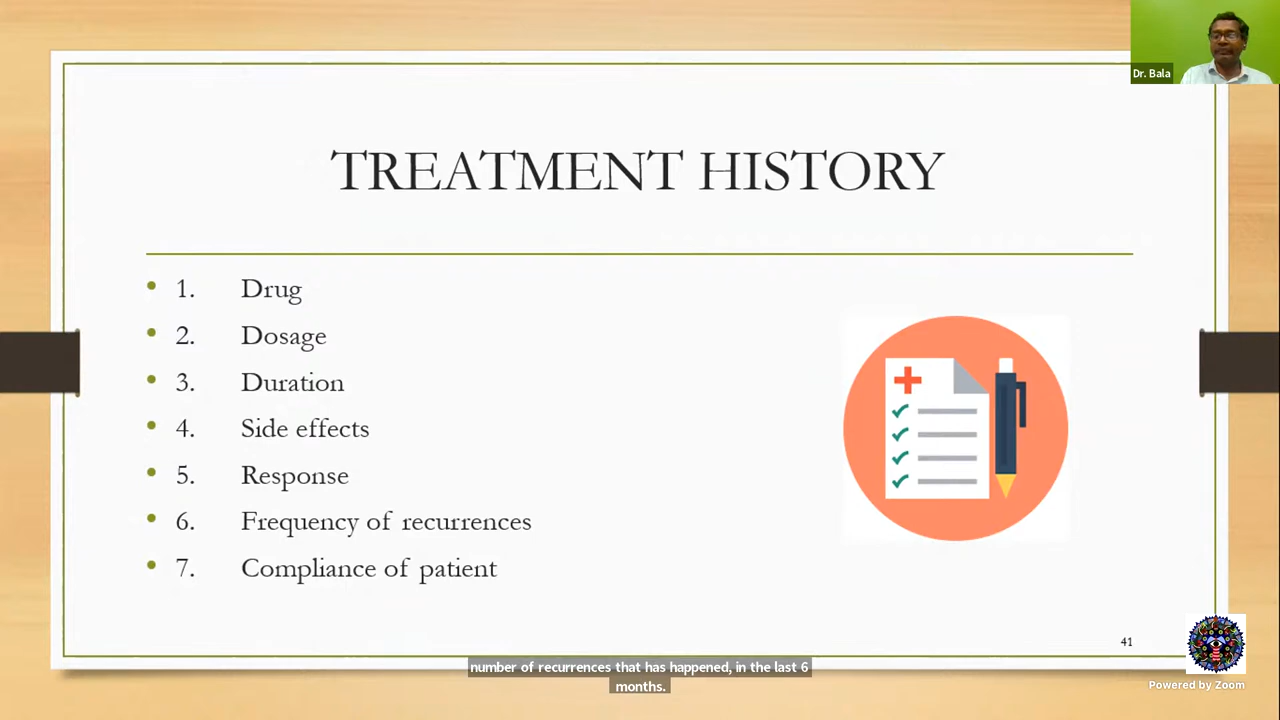 Dr. Bala
TREATMENT HISTORY
• 1. Drug
• 2. Dosage
• 3. Duration
• 4. Side effects
• 5. Response
• 6. Frequency of recurrences
• 7. Compliance of patient
41
number of recurrences that has happened, in the last 6
months.
Powered by Zoom